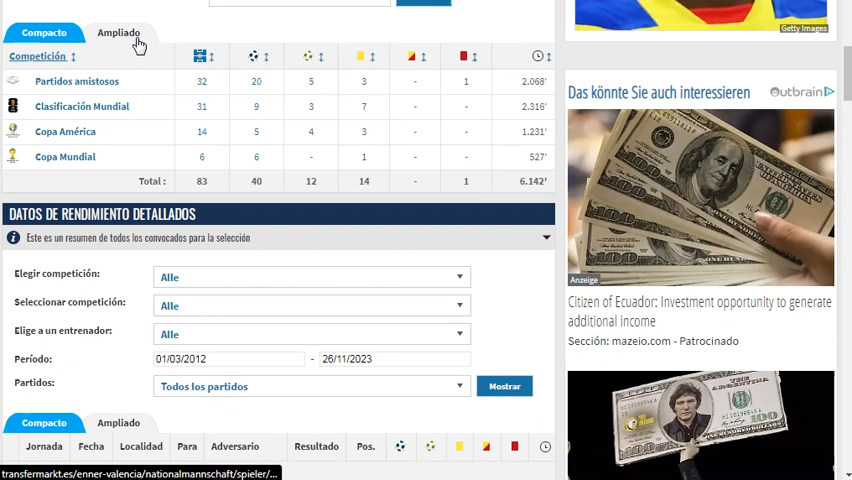 Compacto Ampliado
Getty Images
Competición
Partidos amistosos 32 20 5 3 - 1 2.068'
Clasificación Mundial 31 9 3 7 - - 2.316'
Copa América 14 5 4 3 - - 1.231'
Copa Mundial 6 6 - 1 - - 527'
Total : 83 40 12 14 - 1 6.142'
DATOS DE RENDIMIENTO DETALLADOS
Este es un resumen de todos los convocados para la selección
Elegir competición: Alle
Seleccionar competición: Alle
Elige a un entrenador: Alle
Período: 01/03/2012 - 26/11/2023
Partidos: Todos los partidos Mostrar
Compacto Ampliado
Jornada Fecha Localidad Para Adversario Resultado Pos.
transfermarkt.es/enner-valencia/nationalmannschaft/spieler/...
Das könnte Sie auch interessieren
outbrain
Anzeige
Citizen of Ecuador: Investment opportunity to generate
additional income
Sección: mazeio.com - Patrocinado
THE ARGENTINA
100